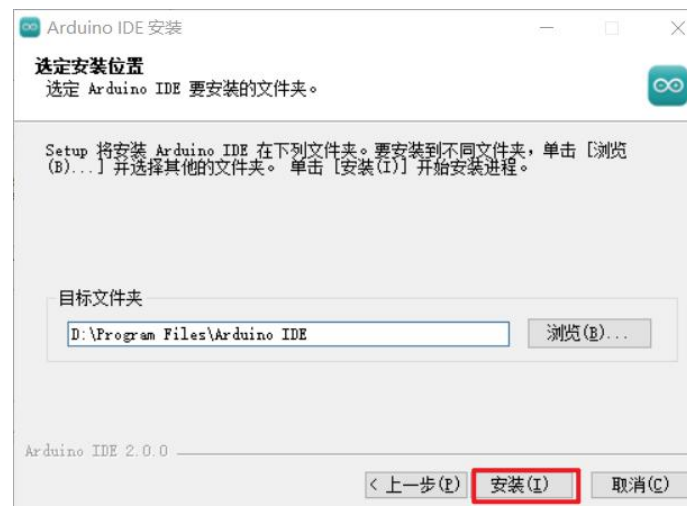 Arduino IDE 安装
选定安装位置
选定 Arduino IDE 要安装的文件夹。
Setup 将安装 Arduino IDE 在下列文件夹。要安装到不同文件夹，单击 [浏览
(B)...] 并选择其他的文件夹。 单击 [安装(I)] 开始安装进程。
目标文件夹
D:\Program Files\Arduino IDE
浏览(B)...
Arduino IDE 2.0.0
< 上一步(P)
安装(I)
取消(C)